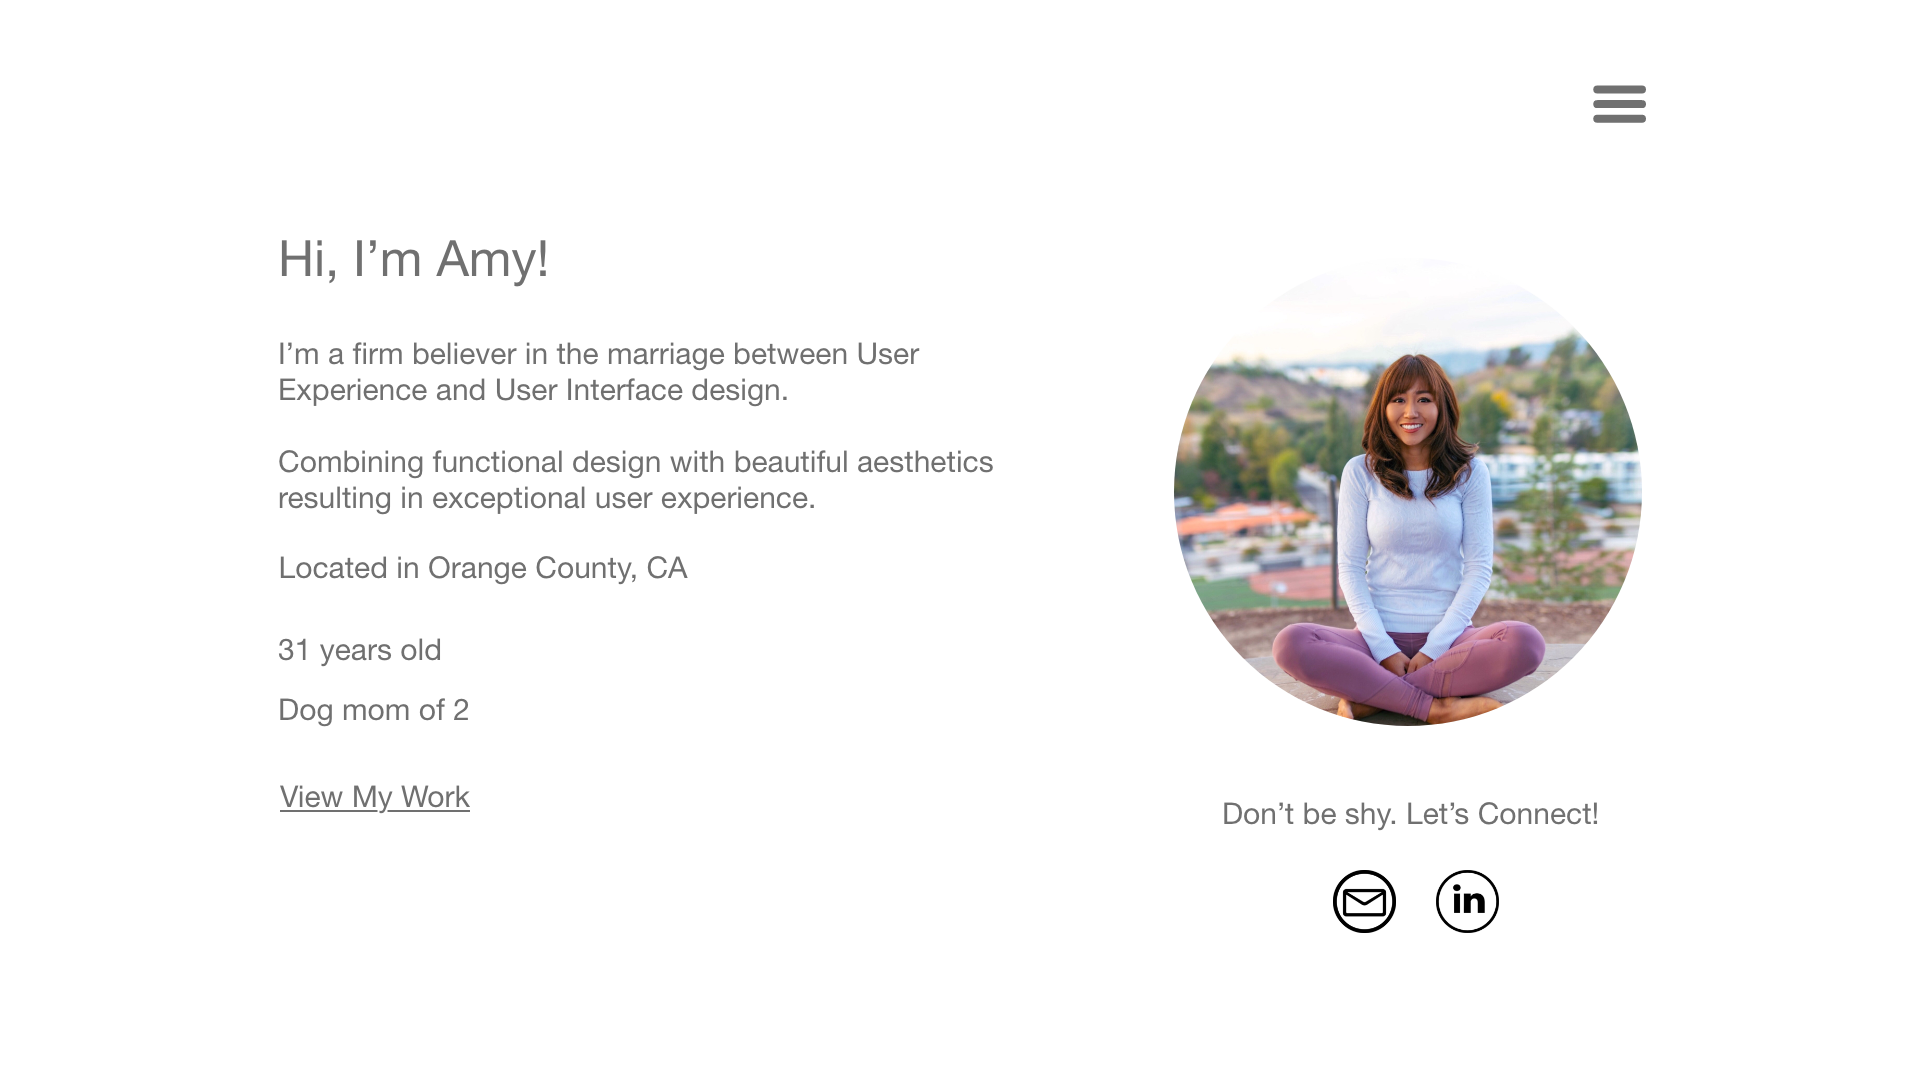 Hi, I’m Amy!
I’m a firm believer in the marriage between User
Experience and User Interface design.
Combining functional design with beautiful aesthetics
resulting in exceptional user experience.
Located in Orange County, CA
31 years old
Dog mom of 2
View My Work
Don’t be shy. Let’s Connect!
in